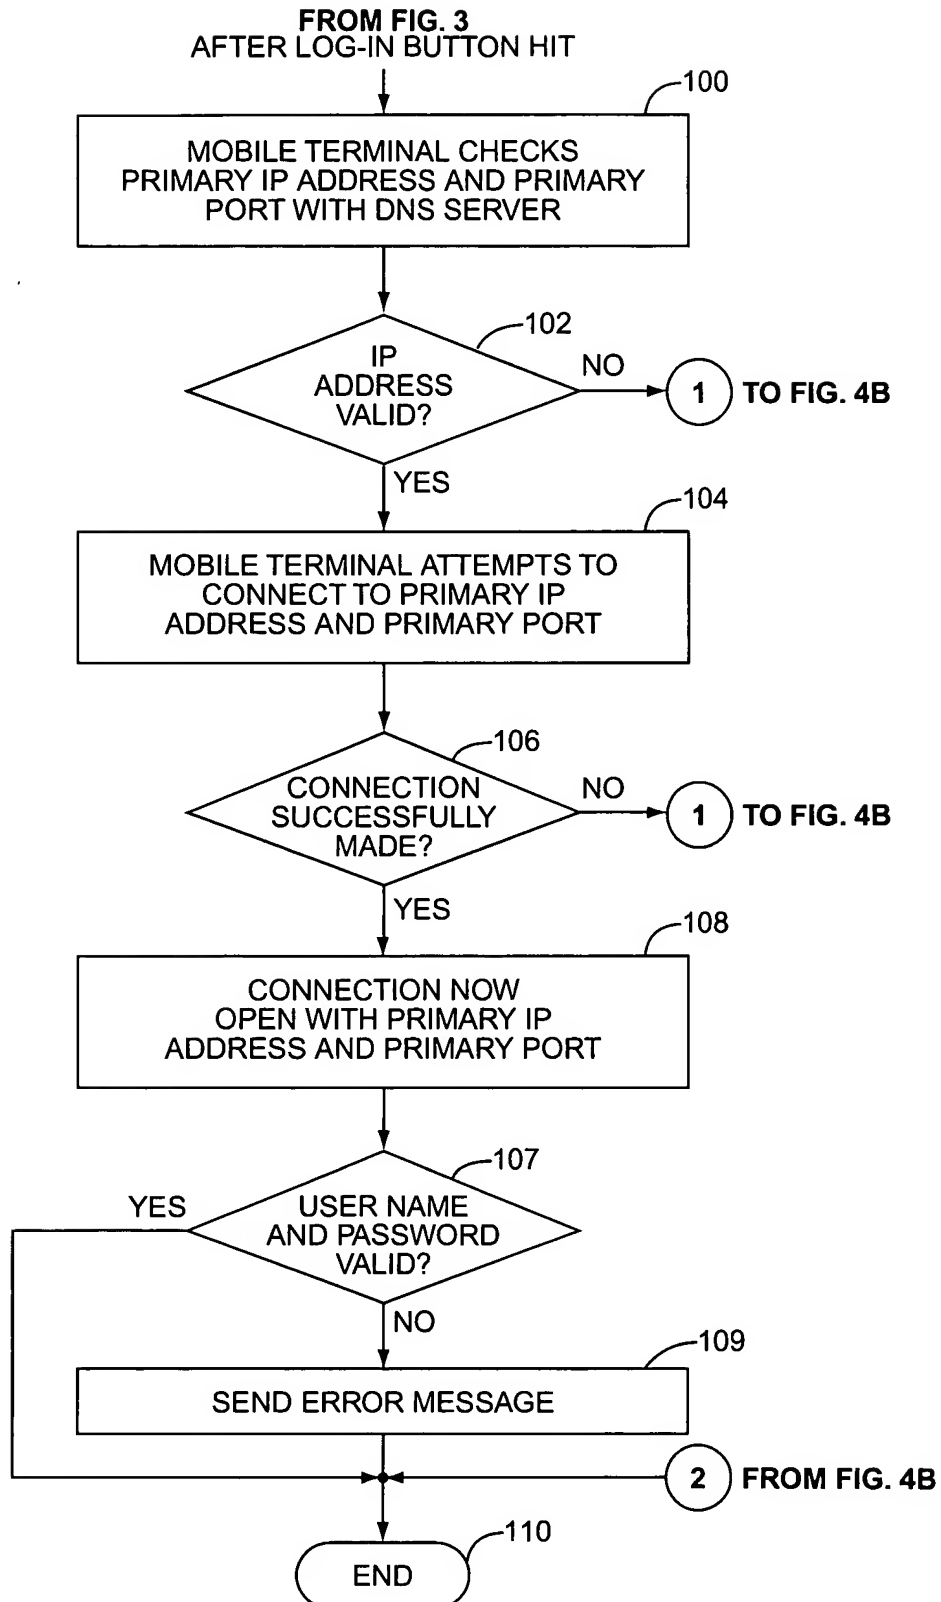 FROM FIG. 3
AFTER LOG-IN BUTTON HIT
100
MOBILE TERMINAL CHECKS
PRIMARY IP ADDRESS AND PRIMARY
PORT WITH DNS SERVER
102
IP
ADDRESS
VALID?
NO
1 TO FIG. 4B
YES
104
MOBILE TERMINAL ATTEMPTS TO
CONNECT TO PRIMARY IP
ADDRESS AND PRIMARY PORT
106
CONNECTION
SUCCESSFULLY
MADE?
NO
1 TO FIG. 4B
YES
108
CONNECTION NOW
OPEN WITH PRIMARY IP
ADDRESS AND PRIMARY PORT
107
YES
USER NAME
AND PASSWORD
VALID?
NO
109
SEND ERROR MESSAGE
2 FROM FIG. 4B
110
END